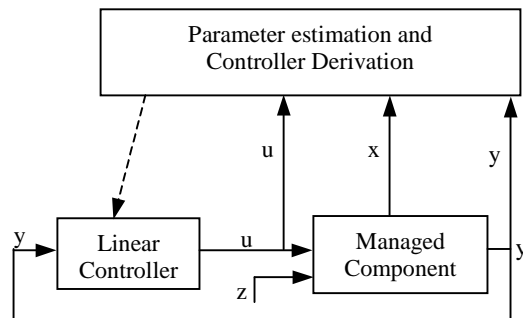 Parameter estimation and
Controller Derivation
u
x
y
y
Linear
Controller
u
Managed
Component
y
z